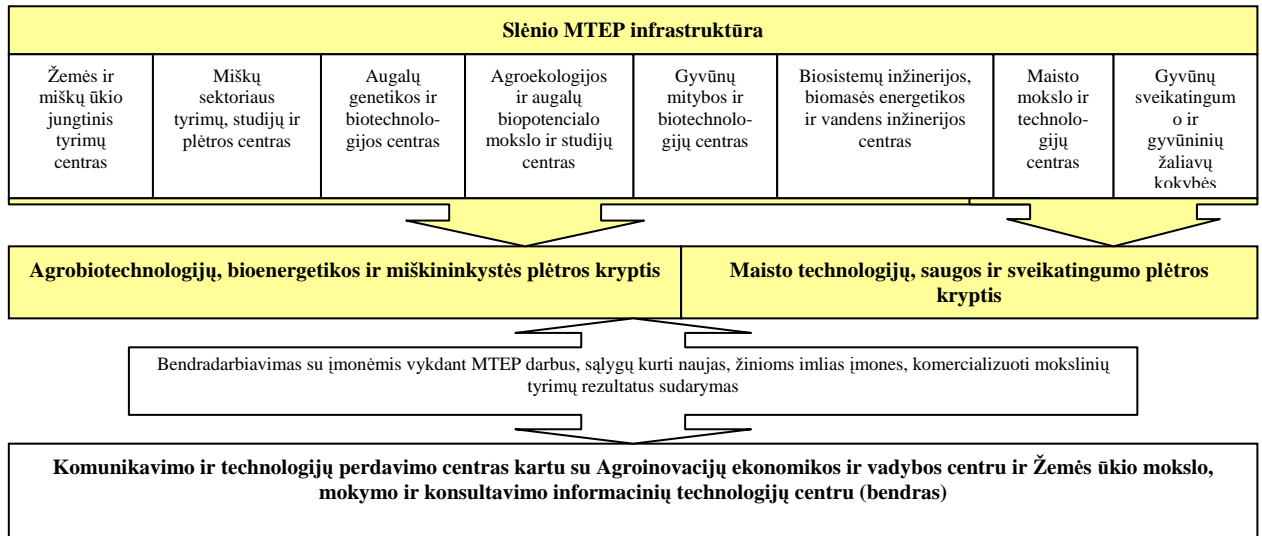 Slėnio MTEP infrastruktūra
Žemės ir
miškų ūkio
jungtinis
tyrimų
centras
Miškų
sektoriaus
tyrimų, studijų ir
plėtros centras
Augalų
genetikos ir
biotechnolo-
gijos centras
Agroekologijos
ir augalų
biopotencialo
mokslo ir studijų
centras
Gyvūnų
mitybos ir
biotechnolo-
gijų centras
Biosistemų inžinerijos,
biomasės energetikos
ir vandens inžinerijos
centras
Maisto
mokslo ir
technolo-
gijų
centras
Gyvūnų
sveikatingum
o ir
gyvūninių
žaliavų
kokybės
Agrobiotechnologijų, bioenergetikos ir miškininkystės plėtros kryptis
Maisto technologijų, saugos ir sveikatingumo plėtros
kryptis
Bendradarbiavimas su įmonėmis vykdant MTEP darbus, sąlygų kurti naujas, žinioms imlias įmones, komercializuoti mokslinių
tyrimų rezultatus sudarymas
Komunikavimo ir technologijų perdavimo centras kartu su Agroinovacijų ekonomikos ir vadybos centru ir Žemės ūkio mokslo,
mokymo ir konsultavimo informacinių technologijų centru (bendras)